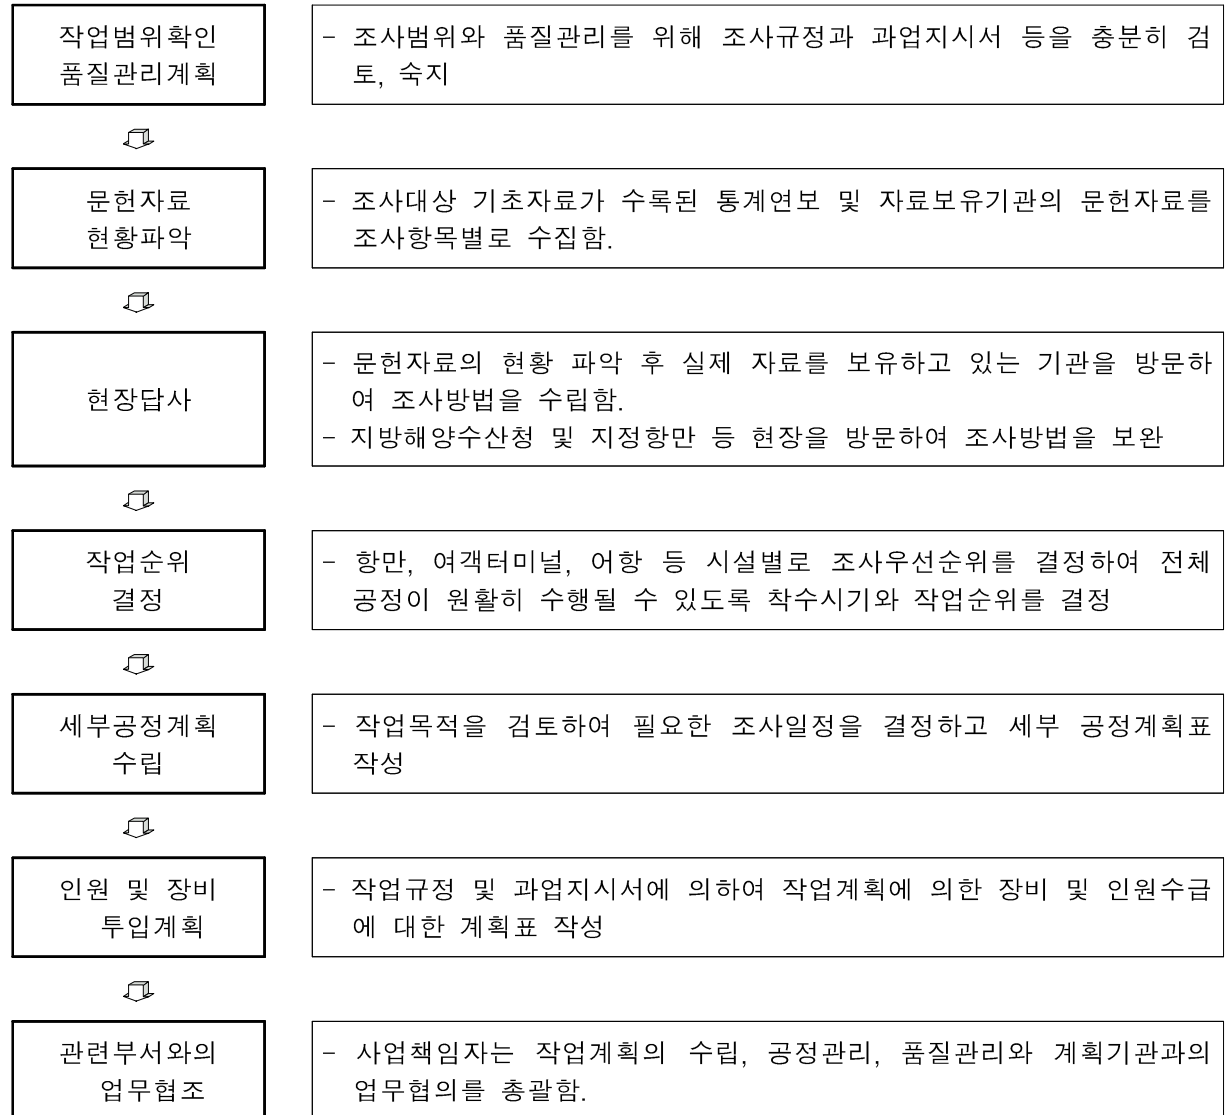 작업범위확인
품질관리계획
- 조사범위와 품질관리를 위해 조사규정과 과업지시서 등을 충분히 검
토, 숙지
문헌자료
현황파악
- 조사대상 기초자료가 수록된 통계연보 및 자료보유기관의 문헌자료를
조사항목별로 수집함.
현장답사
- 문헌자료의 현황 파악 후 실제 자료를 보유하고 있는 기관을 방문하
여 조사방법을 수립함.
- 지방해양수산청 및 지정항만 등 현장을 방문하여 조사방법을 보완
작업순위
결정
- 항만, 여객터미널, 어항 등 시설별로 조사우선순위를 결정하여 전체
공정이 원활히 수행될 수 있도록 착수시기와 작업순위를 결정
세부공정계획
수립
- 작업목적을 검토하여 필요한 조사일정을 결정하고 세부 공정계획표
작성
인원 및 장비
투입계획
- 작업규정 및 과업지시서에 의하여 작업계획에 의한 장비 및 인원수급
에 대한 계획표 작성
관련부서와의
업무협조
- 사업책임자는 작업계획의 수립, 공정관리, 품질관리와 계획기관과의
업무협의를 총괄함.